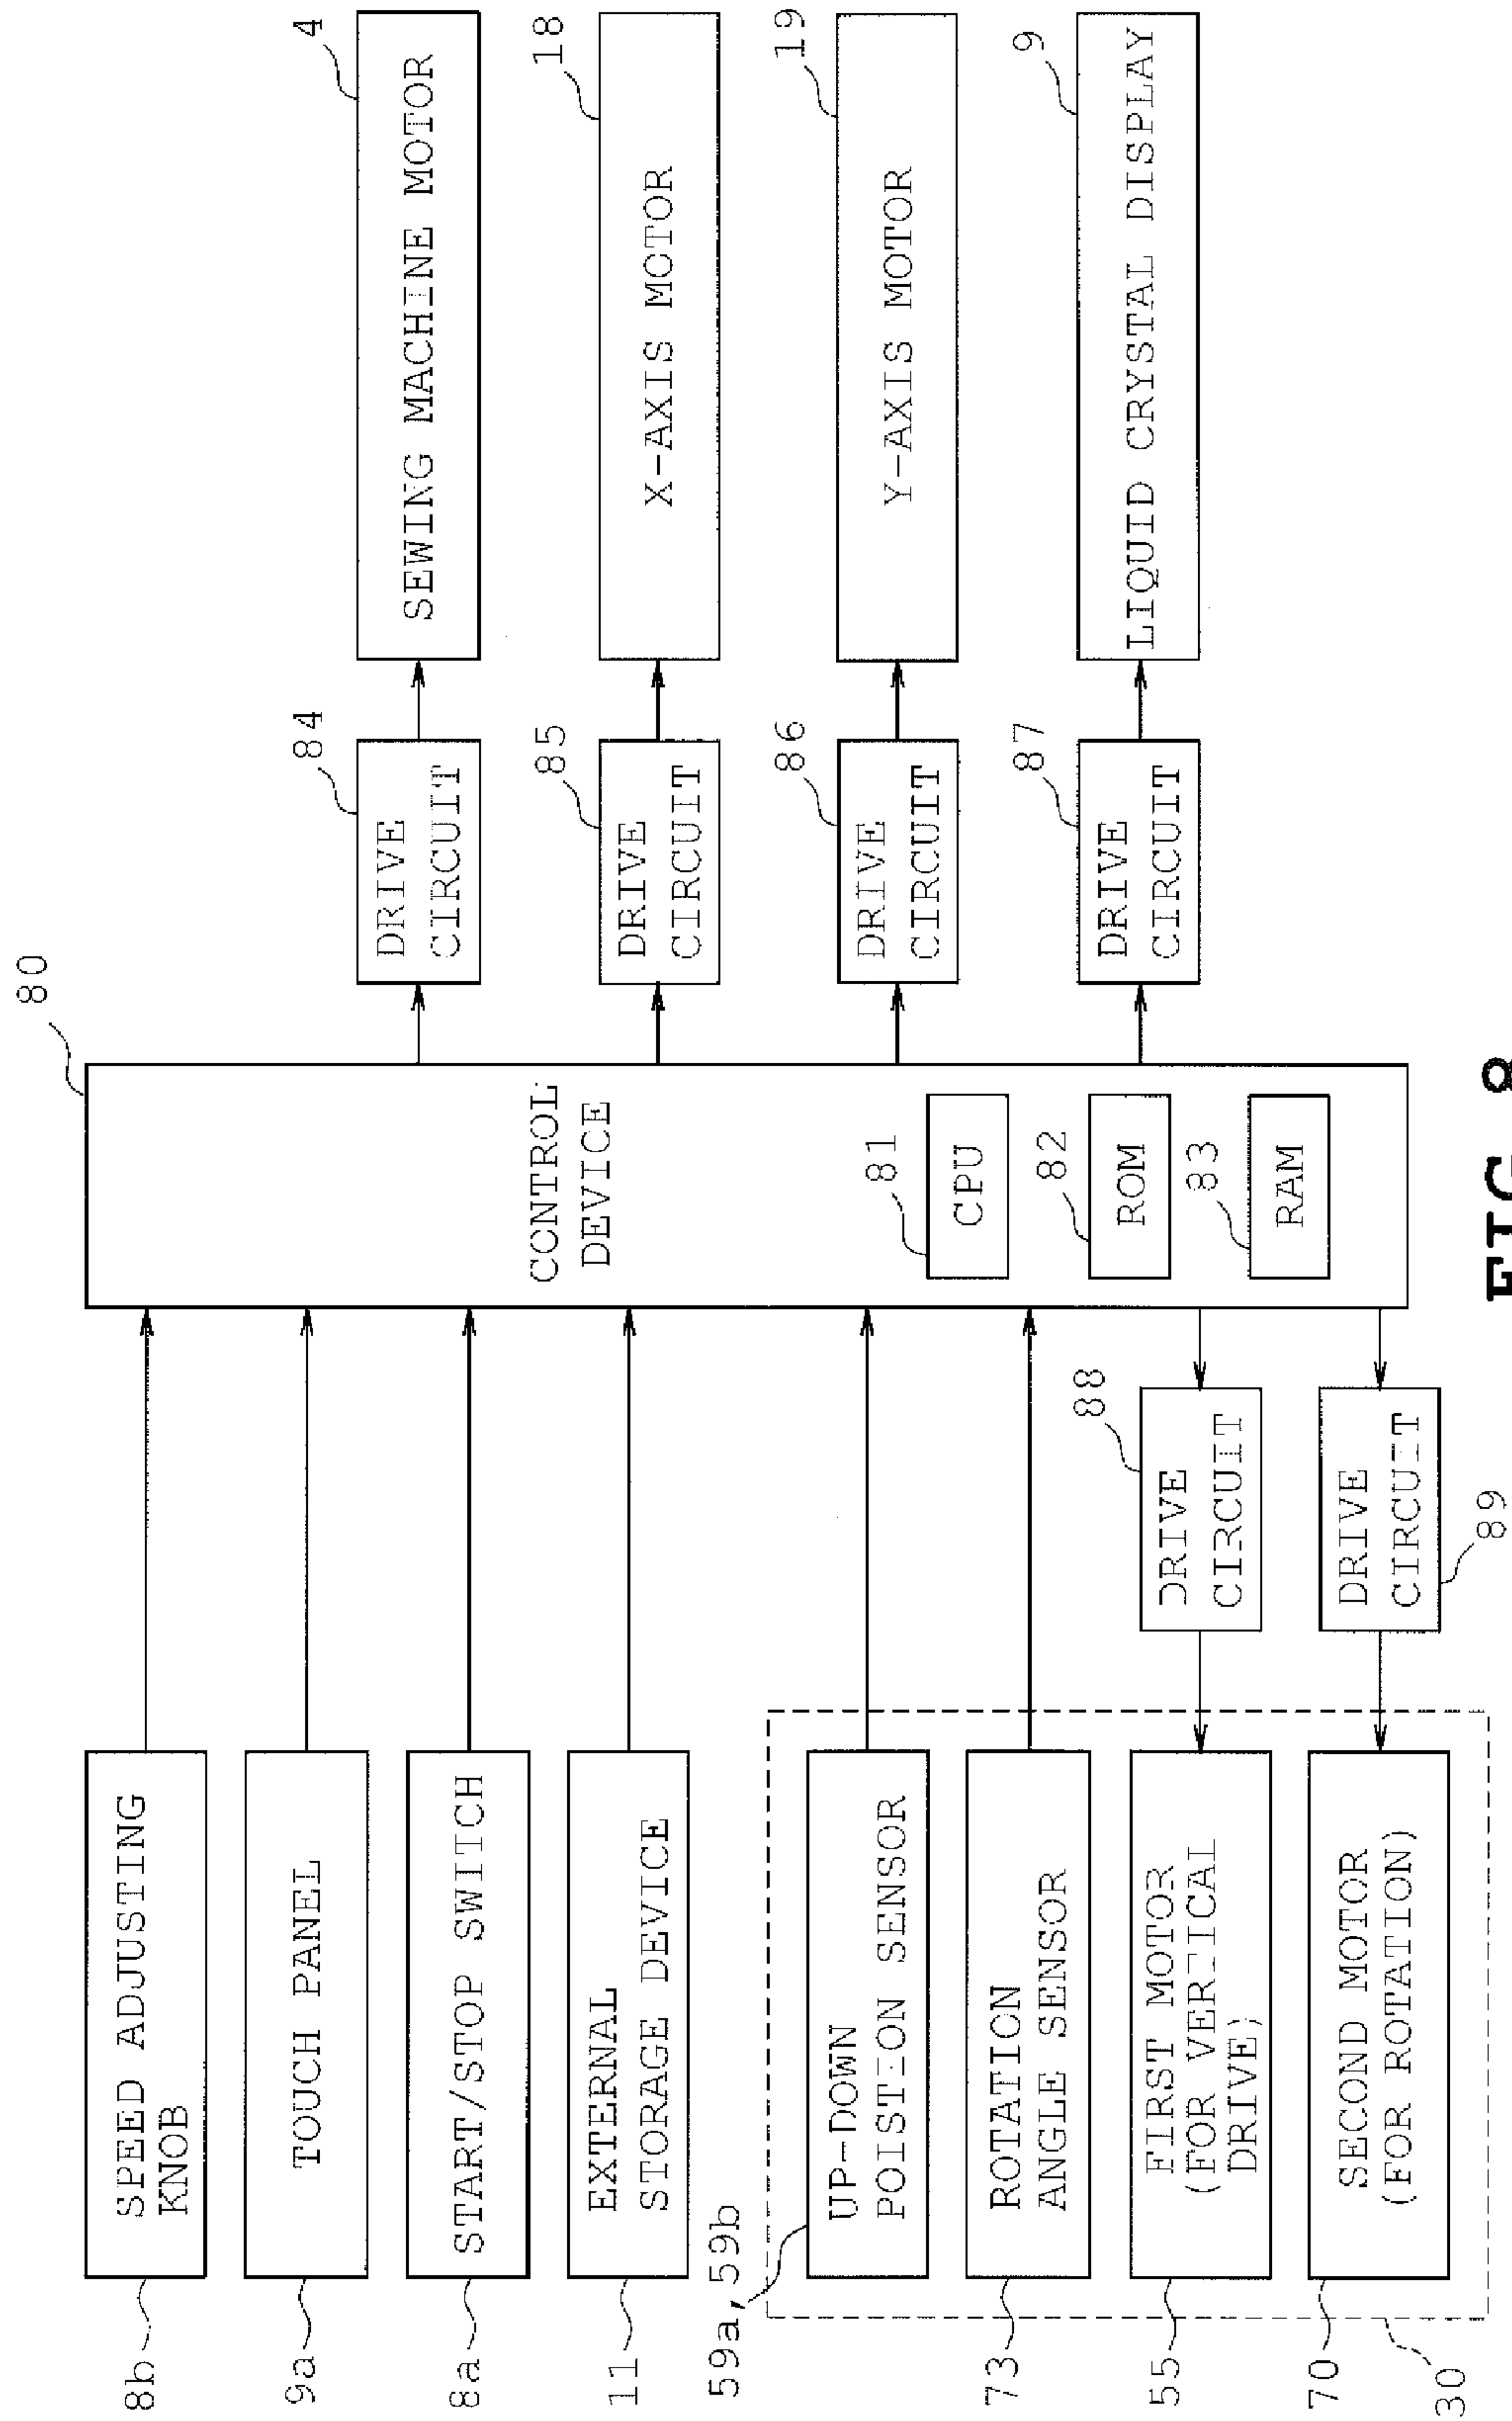 80
8b
SPEED ADJUSTING
KNOB
9a
TOUCH PANEL
8a
START/STOP SWITCH
11
EXTERNAL
STORAGE DEVICE
59a, 59b
UP-DOWN
POISTION SENSOR
73
ROTATION
ANGLE SENSOR
55
FIRST MOTOR
(FOR VERTICAL
DRIVE)
70
SECOND MOTOR
(FOR ROTATION)
30
88
DRIVE
CIRCUIT
89
DRIVE
CIRCUIT
CONTROL
DEVICE
81
CPU
82
ROM
83
RAM
84
DRIVE
CIRCUIT
4
SEWING MACHINE MOTOR
85
DRIVE
CIRCUIT
18
X-AXIS MOTOR
86
DRIVE
CIRCUIT
19
Y-AXIS MOTOR
87
DRIVE
CIRCUIT
9
LIQUID CRYSTAL DISPLAY
FIG. 8